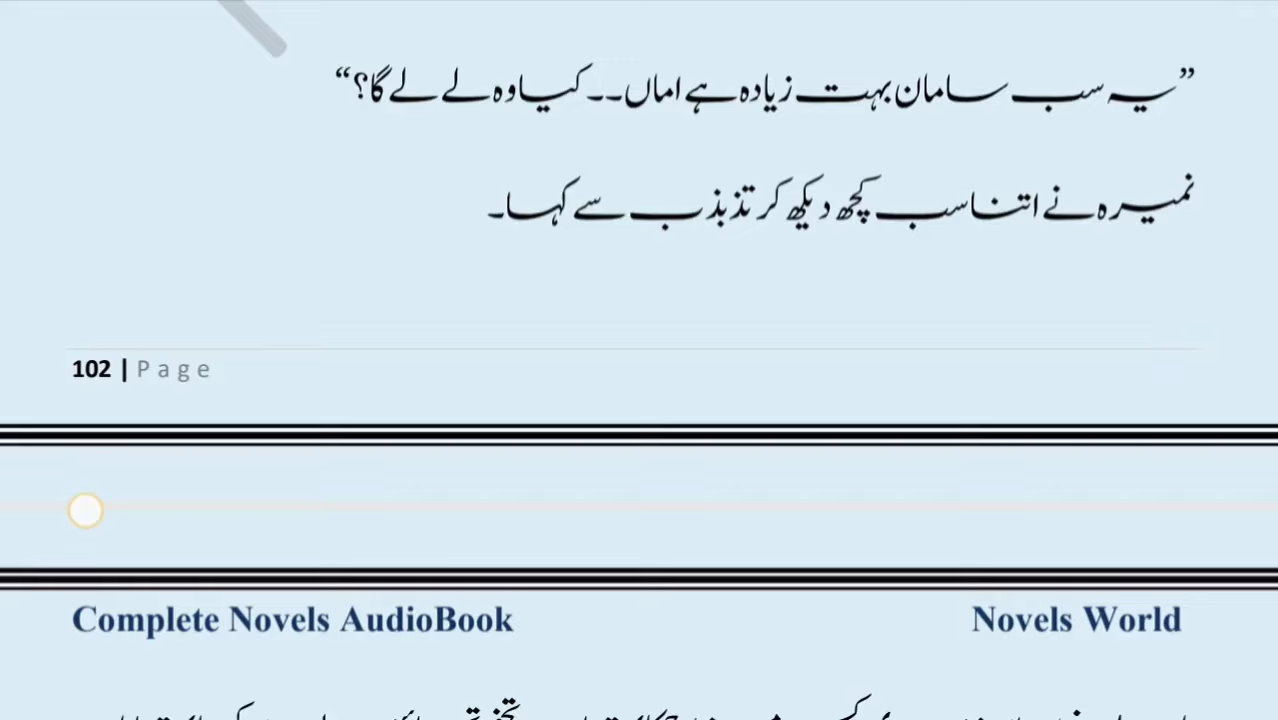 ”یہ سب سامان بہت زیادہ ہے اماں۔۔ کیا وہ لے لے گا؟“
نمیرہ نے اتنا سب کچھ دیکھ کر تذبذب سے کہا۔
102 | Page
Complete Novels AudioBook
Novels World